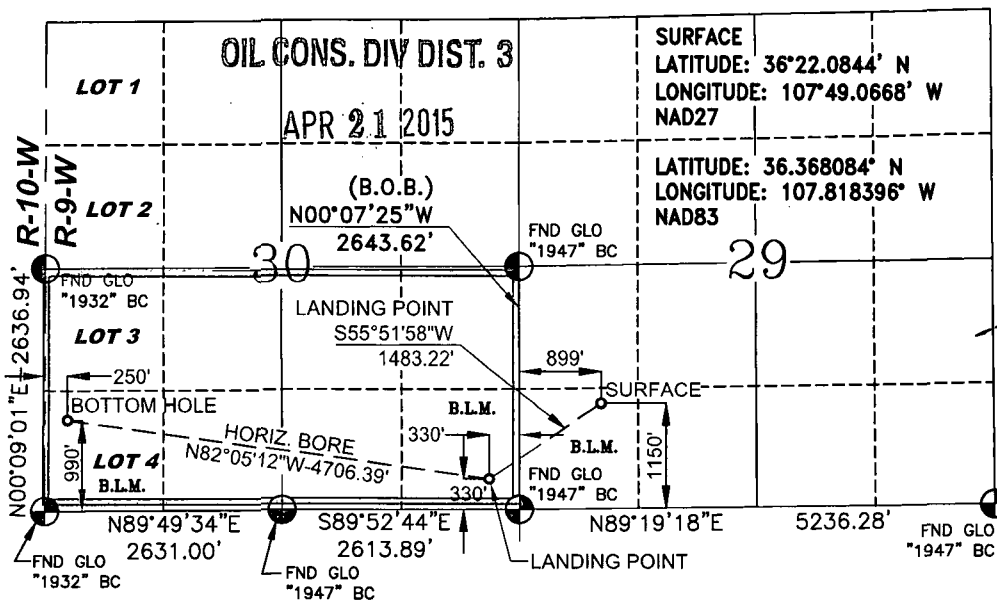 OIL CONS. DIV DIST. 3
APR 21 2015
SURFACE
LATITUDE: 36°22.0844' N
LONGITUDE: 107°49.0668' W
NAD27
LATITUDE: 36.368084° N
LONGITUDE: 107.818396° W
NAD83
LOT 1
R-10-W
R-9-W
LOT 2
(B.O.B.)
N00°07'25"W
2643.62'
FND GLO
"1947" BC
30
29
FND GLO
"1932" BC
LOT 3
LANDING POINT
S55°51'58"W
1483.22'
899'
N00°09'01"E-2636.94'
250'
BOTTOM HOLE
SURFACE
B.L.M.
B.L.M.
HORIZ. BORE
N82°05'12"W-4706.39'
330'
1150'
990'
LOT 4
B.L.M.
330'
FND GLO
"1947" BC
N89°49'34"E
2631.00'
S89°52'44"E
2613.89'
N89°19'18"E
5236.28'
FND GLO
"1947" BC
FND GLO
"1932" BC
FND GLO
"1947" BC
LANDING POINT